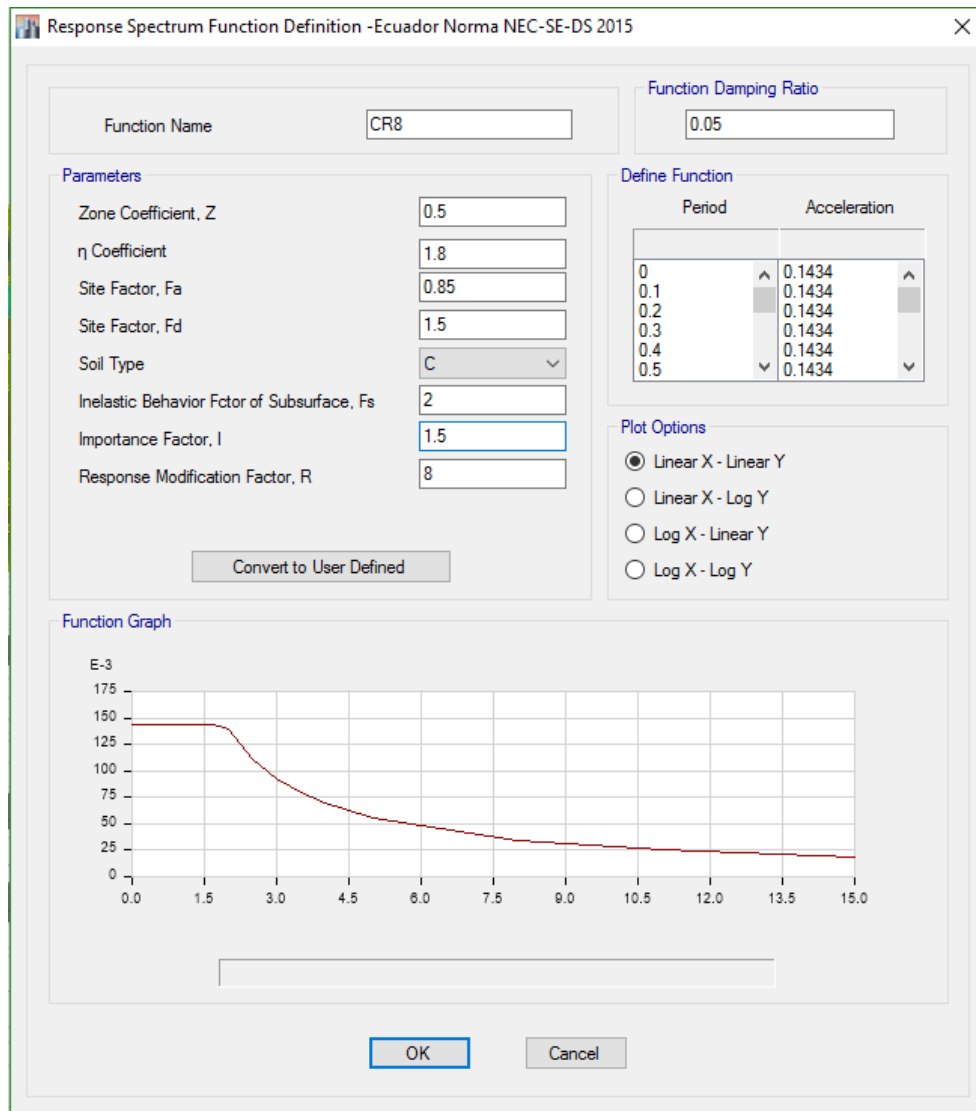 Response Spectrum Function Definition -Ecuador Norma NEC-SE-DS 2015
Function Name
CR8
Function Damping Ratio
0.05
Parameters
Zone Coefficient, Z
0.5
η Coefficient
1.8
Site Factor, Fa
0.85
Site Factor, Fd
1.5
Soil Type
C
Inelastic Behavior Fctor of Subsurface, Fs
2
Importance Factor, I
1.5
Response Modification Factor, R
8
Convert to User Defined
Define Function
Period Acceleration
0 0.1434
0.1 0.1434
0.2 0.1434
0.3 0.1434
0.4 0.1434
0.5 0.1434
Plot Options
Linear X - Linear Y
Linear X - Log Y
Log X - Linear Y
Log X - Log Y
Function Graph
E-3
175
150
125
100
75
50
25
0
0.0 1.5 3.0 4.5 6.0 7.5 9.0 10.5 12.0 13.5 15.0
OK Cancel